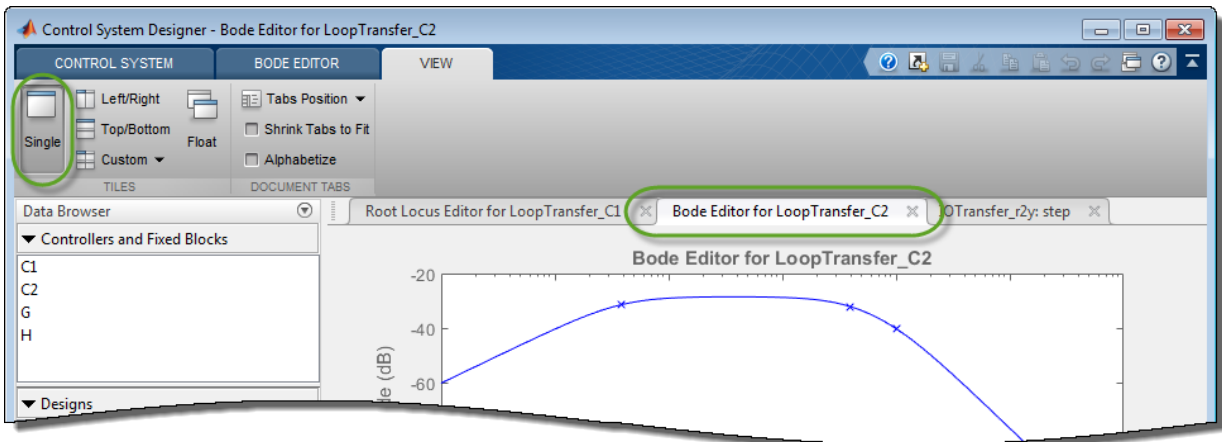 Control System Designer - Bode Editor for LoopTransfer_C2
CONTROL SYSTEM BODE EDITOR VIEW
Single
Left/Right
Top/Bottom
Custom
Float
TILES
Tabs Position
Shrink Tabs to Fit
Alphabetize
DOCUMENT TABS
Data Browser
Controllers and Fixed Blocks
C1
C2
G
H
Designs
Root Locus Editor for LoopTransfer_C1 Bode Editor for LoopTransfer_C2 OTransfer_r2y: step
Bode Editor for LoopTransfer_C2
-20
-40
-60
de (dB)